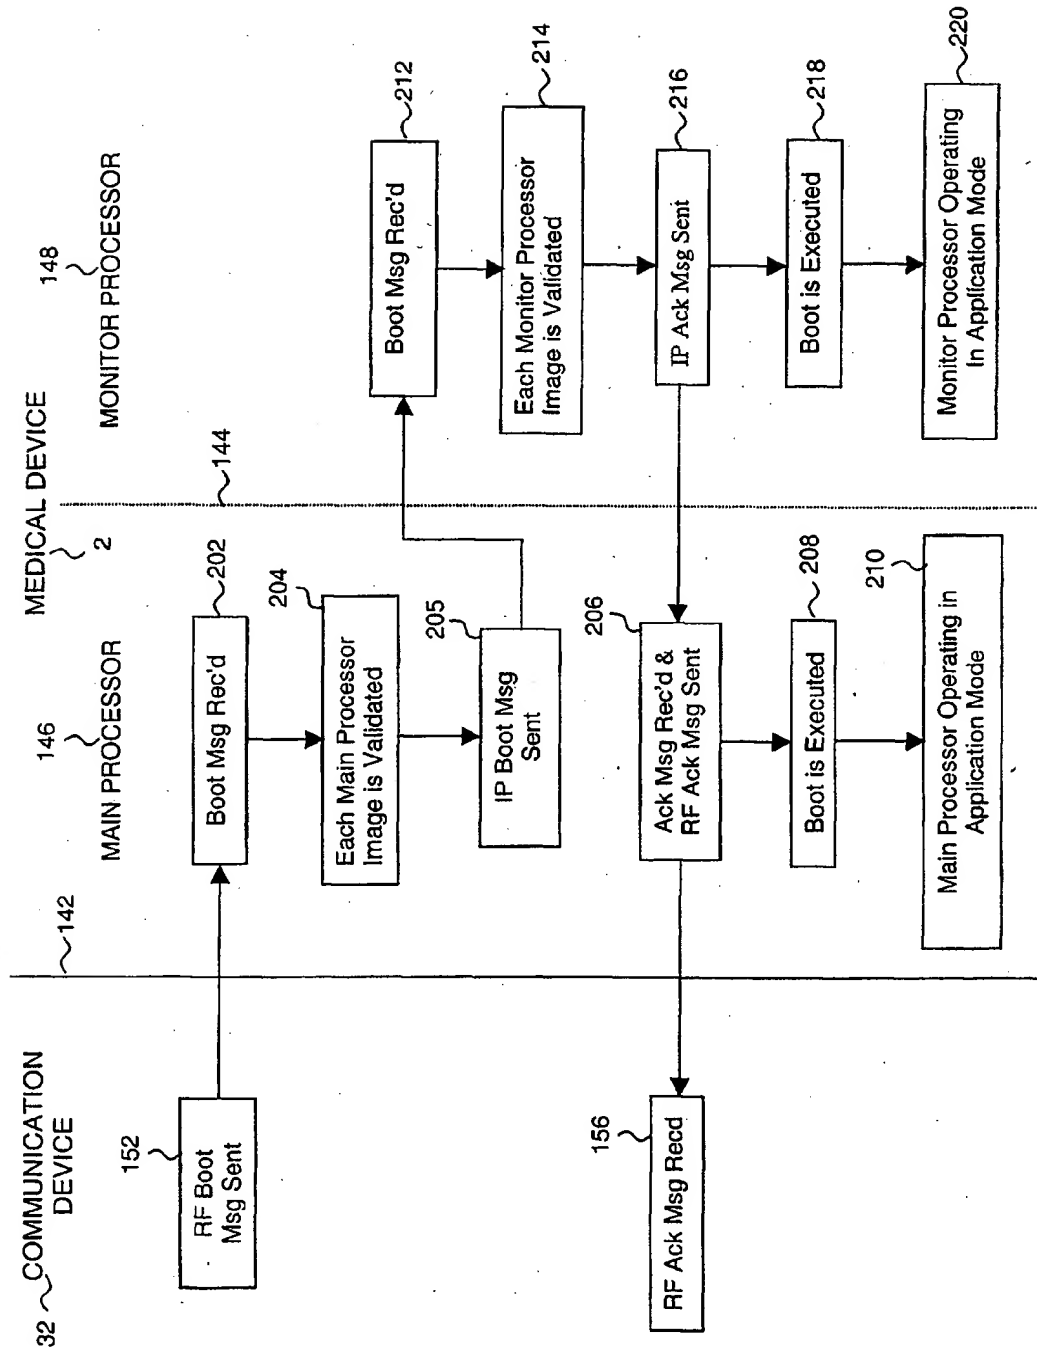 32 COMMUNICATION
DEVICE
142
MEDICAL DEVICE
2
MAIN PROCESSOR
146
144
MONITOR PROCESSOR
148
152
RF Boot
Msg Sent
202
Boot Msg Rec'd
204
Each Main Processor
Image is Validated
205
IP Boot Msg
Sent
212
Boot Msg Rec'd
214
Each Monitor Processor
Image is Validated
216
IP Ack Msg Sent
206
Ack Msg Rec'd &
RF Ack Msg Sent
156
RF Ack Msg Recd
208
Boot is Executed
210
Main Processor Operating in
Application Mode
218
Boot is Executed
220
Monitor Processor Operating
In Application Mode